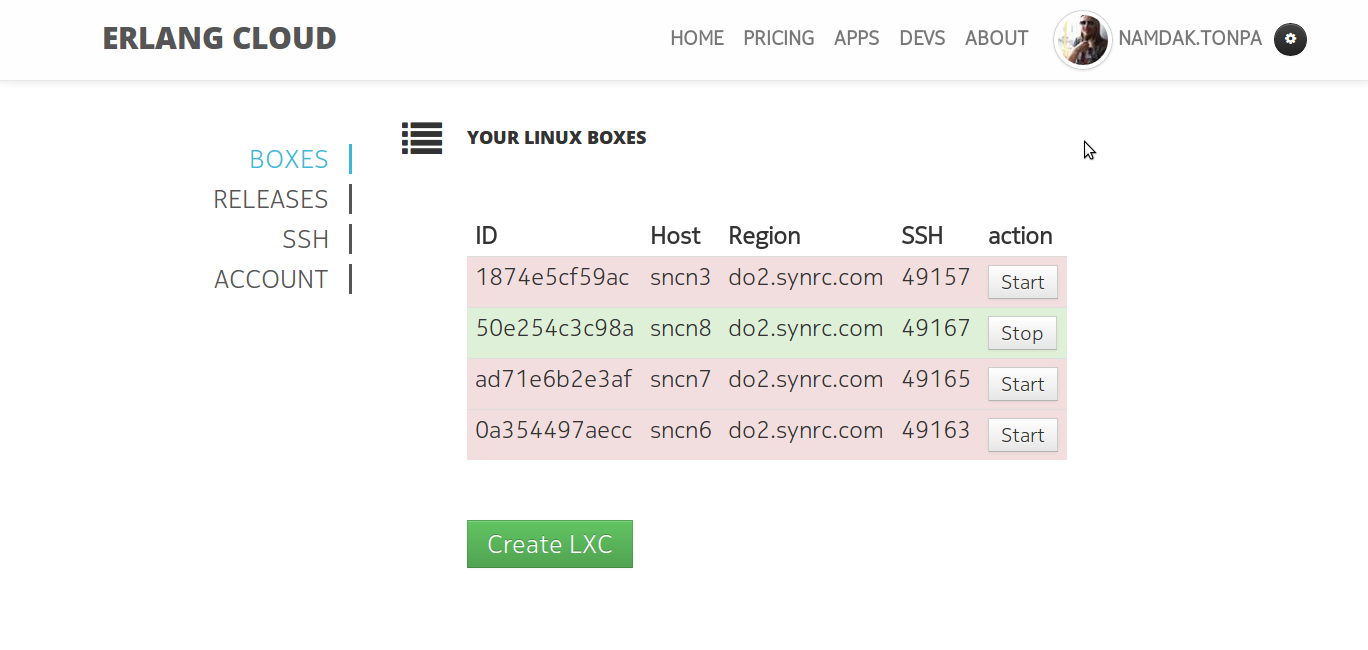 ERLANG CLOUD HOME PRICING APPS DEVS ABOUT NAMDAK.TONPA
BOXES
RELEASES
SSH
ACCOUNT
YOUR LINUX BOXES
ID Host Region SSH action
1874e5cf59ac sncn3 do2.synrc.com 49157 Start
50e254c3c98a sncn8 do2.synrc.com 49167 Stop
ad71e6b2e3af sncn7 do2.synrc.com 49165 Start
0a354497aecc sncn6 do2.synrc.com 49163 Start
Create LXC